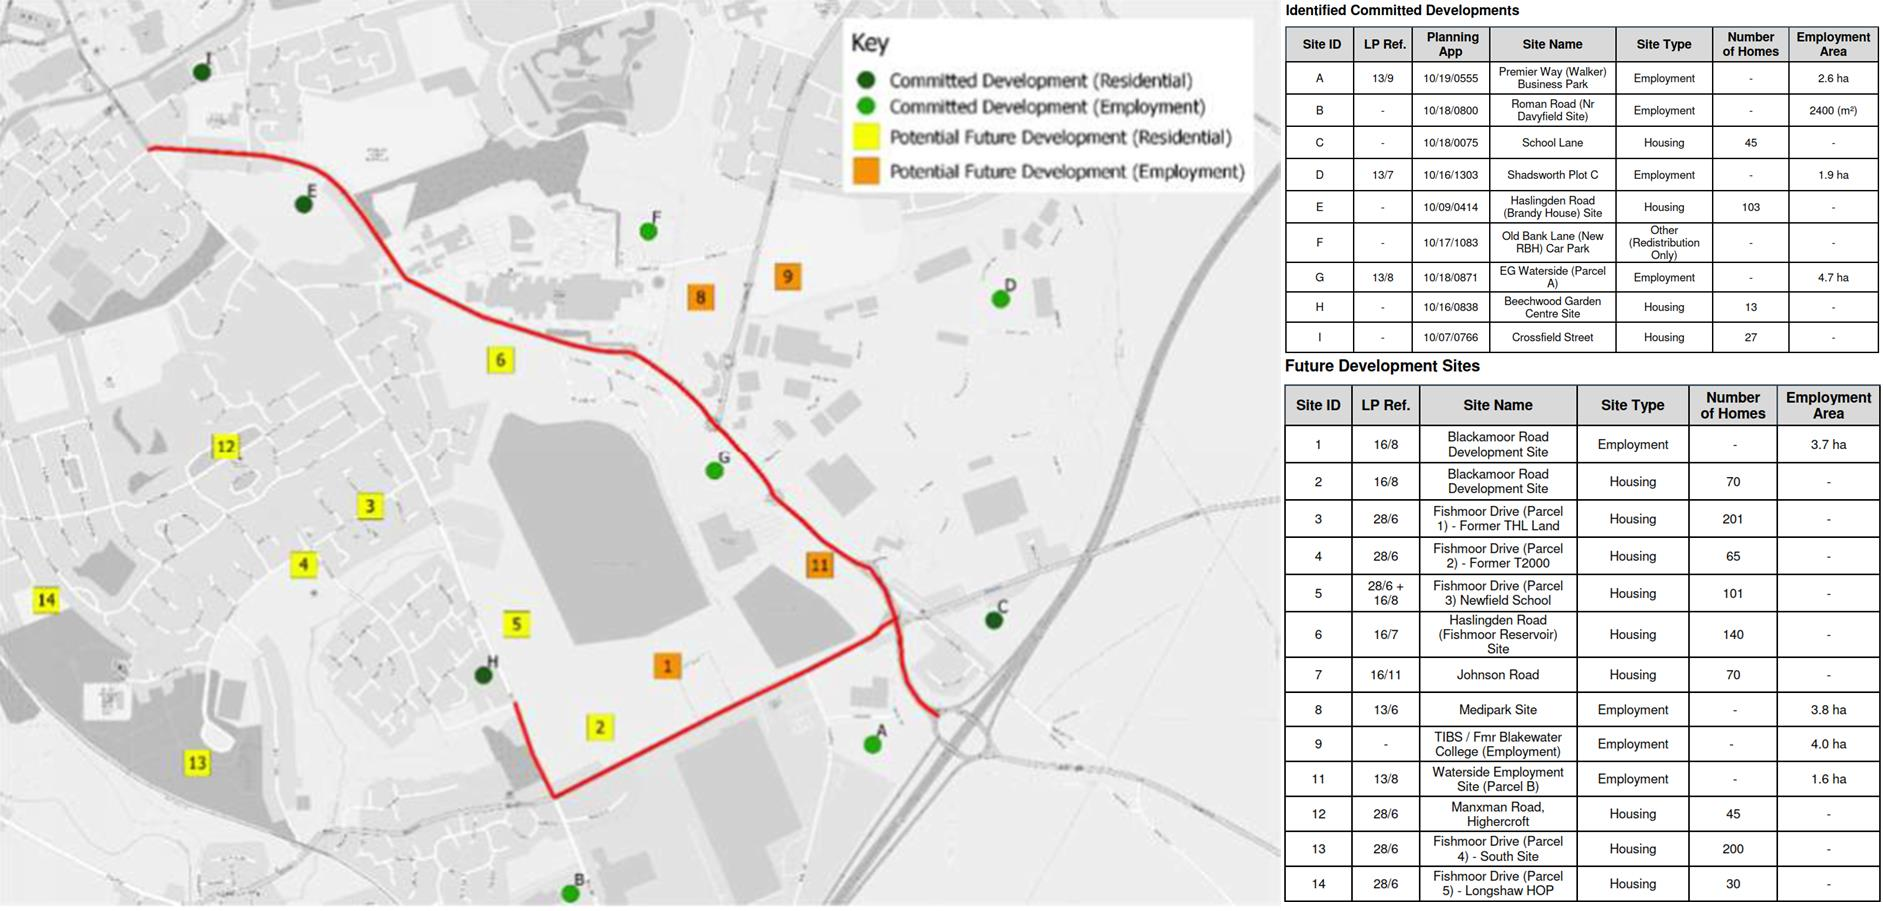 Key
Committed Development (Residential)
Committed Development (Employment)
Potential Future Development (Residential)
Potential Future Development (Employment)
I
E
F
9
8
D
6
12
G
3
4
11
14
5
C
H
1
2
A
13
B
Identified Committed Developments
Site ID LP Ref. Planning App Site Name Site Type Number of Homes Employment Area
A 13/9 10/19/0555 Premier Way (Walker) Business Park Employment - 2.6 ha
B - 10/18/0800 Roman Road (Nr Davyfield Site) Employment - 2400 (m²)
C - 10/18/0075 School Lane Housing 45 -
D 13/7 10/16/1303 Shadsworth Plot C Employment - 1.9 ha
E - 10/09/0414 Haslingden Road (Brandy House) Site Housing 103 -
F - 10/17/1083 Old Bank Lane (New RBH) Car Park Other (Redistribution Only) - -
G 13/8 10/18/0871 EG Waterside (Parcel A) Employment - 4.7 ha
H - 10/16/0838 Beechwood Garden Centre Site Housing 13 -
I - 10/07/0766 Crossfield Street Housing 27 -
Future Development Sites
Site ID LP Ref. Site Name Site Type Number of Homes Employment Area
1 16/8 Blackamoor Road Development Site Employment - 3.7 ha
2 16/8 Blackamoor Road Development Site Housing 70 -
3 28/6 Fishmoor Drive (Parcel 1) - Former THL Land Housing 201 -
4 28/6 Fishmoor Drive (Parcel 2) - Former T2000 Housing 65 -
5 28/6 + 16/8 Fishmoor Drive (Parcel 3) Newfield School Housing 101 -
6 16/7 Haslingden Road (Fishmoor Reservoir) Site Housing 140 -
7 16/11 Johnson Road Housing 70 -
8 13/6 Medipark Site Employment - 3.8 ha
9 - TIBS / Fmr Blakewater College (Employment) Employment - 4.0 ha
11 13/8 Waterside Employment Site (Parcel B) Employment - 1.6 ha
12 28/6 Manxman Road, Highercroft Housing 45 -
13 28/6 Fishmoor Drive (Parcel 4) - South Site Housing 200 -
14 28/6 Fishmoor Drive (Parcel 5) - Longshaw HOP Housing 30 -